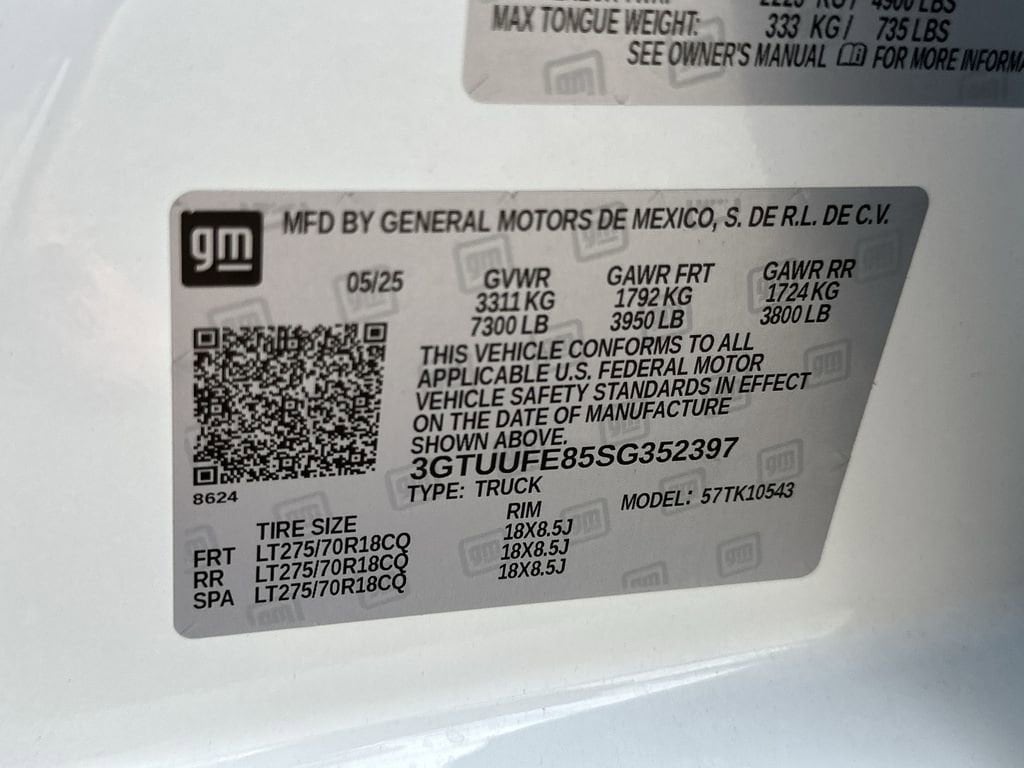 MAX TONGUE WEIGHT: 333 KG / 735 LBS
SEE OWNER'S MANUAL FOR MORE
gm
MFD BY GENERAL MOTORS DE MEXICO, S. DE R.L. DE C.V.
05/25 GVWR GAWR FRT GAWR RR
3311 KG 1792 KG 1724 KG
7300 LB 3950 LB 3800 LB
THIS VEHICLE CONFORMS TO ALL
APPLICABLE U.S. FEDERAL MOTOR
VEHICLE SAFETY STANDARDS IN EFFECT
ON THE DATE OF MANUFACTURE
SHOWN ABOVE.
3GTUUFE85SG352397
8624
TYPE: TRUCK MODEL: 57TK10543
TIRE SIZE RIM
FRT LT275/70R18CQ 18X8.5J
RR LT275/70R18CQ 18X8.5J
SPA LT275/70R18CQ 18X8.5J